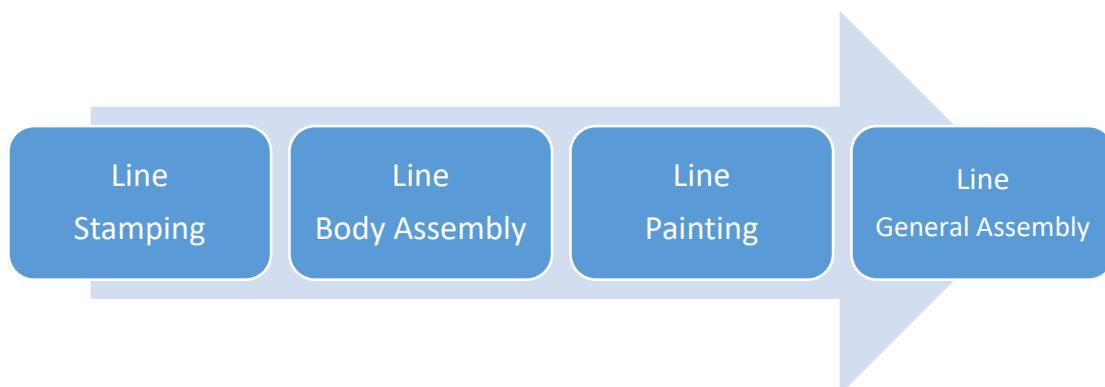 Line
Stamping
Line
Body Assembly
Line
Painting
Line
General Assembly